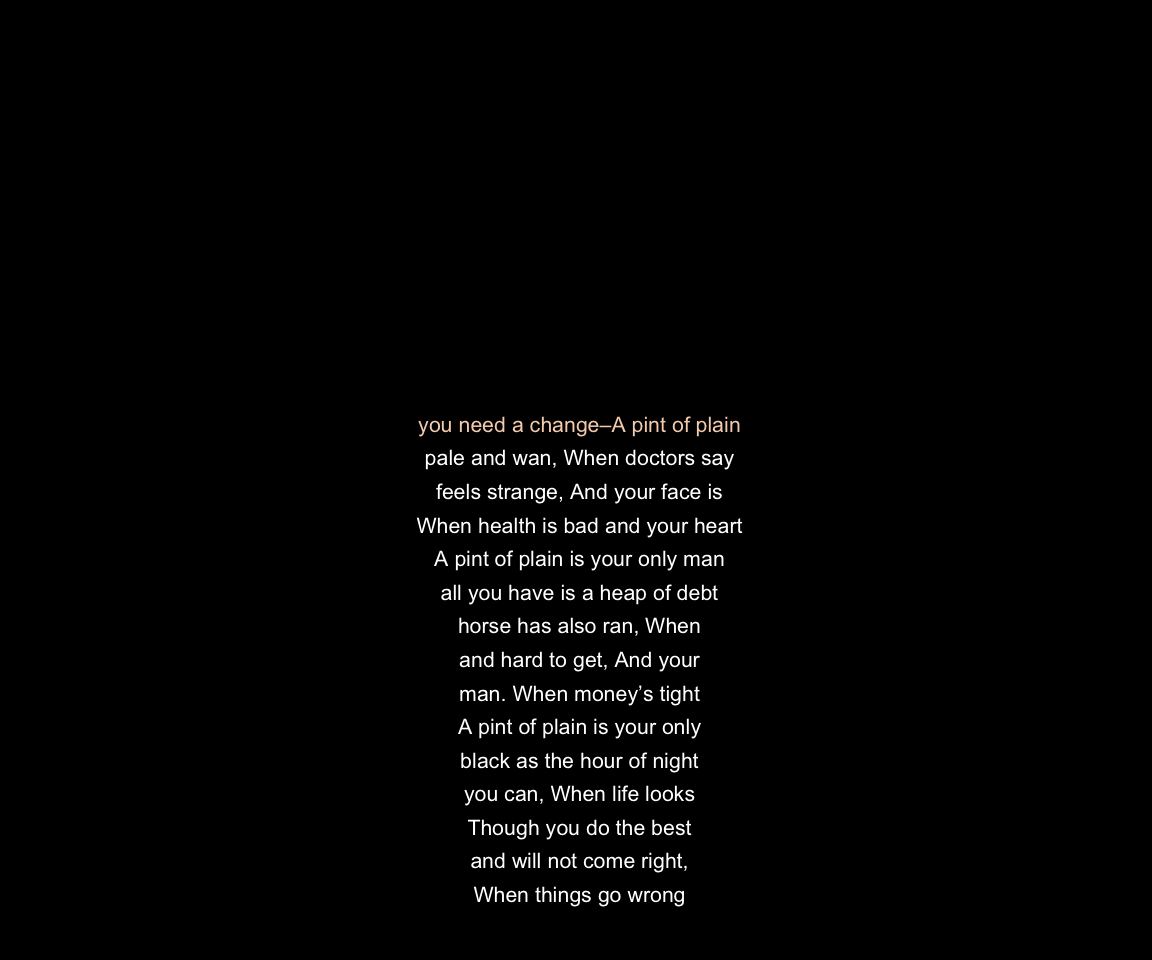 you need a change–A pint of plain
pale and wan, When doctors say
feels strange, And your face is
When health is bad and your heart
A pint of plain is your only man
all you have is a heap of debt
horse has also ran, When
and hard to get, And your
man. When money’s tight
A pint of plain is your only
black as the hour of night
you can, When life looks
Though you do the best
and will not come right,
When things go wrong